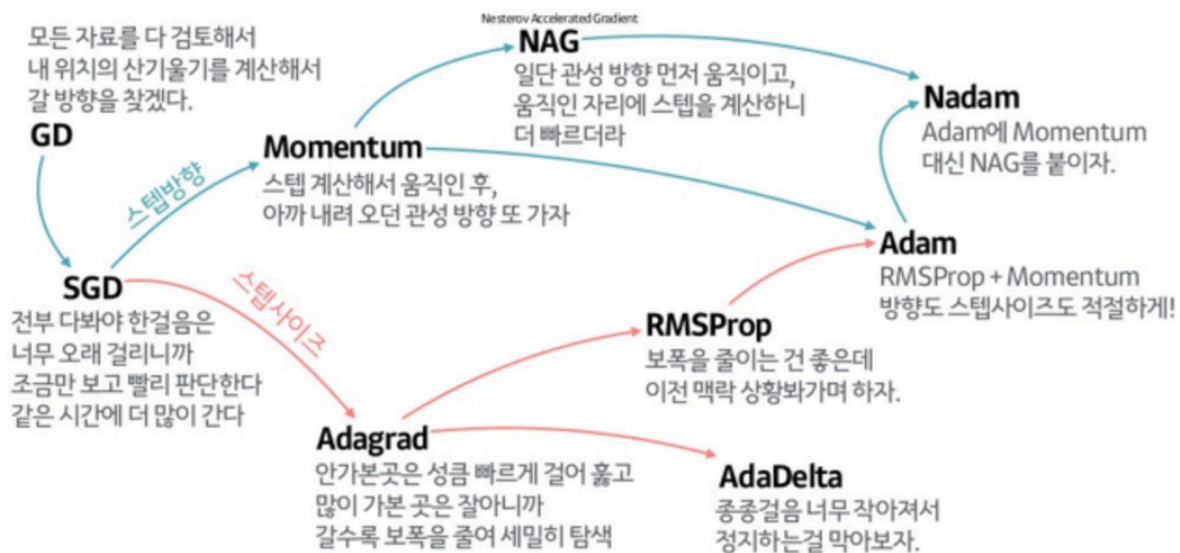 모든 자료를 다 검토해서
내 위치의 산기울기를 계산해서
갈 방향을 찾겠다.
GD
스텝방향
Momentum
스텝 계산해서 움직인 후,
아까 내려 오던 관성 방향 또 가자
Nesterov Accelerated Gradient
NAG
일단 관성 방향 먼저 움직이고,
움직인 자리에 스텝을 계산하니
더 빠르더라
Nadam
Adam에 Momentum
대신 NAG를 붙이자.
Adam
RMSProp + Momentum
방향도 스텝사이즈도 적절하게!
SGD
전부 다봐야 한걸음은
너무 오래 걸리니까
조금만 보고 빨리 판단한다
같은 시간에 더 많이 간다
스텝사이즈
RMSProp
보폭을 줄이는 건 좋은데
이전 맥락 상황봐가며 하자.
Adagrad
안가본곳은 성큼 빠르게 걸어 훑고
많이 가본 곳은 잘아니까
갈수록 보폭을 줄여 세밀히 탐색
AdaDelta
종종걸음 너무 작아져서
정지하는걸 막아보자.